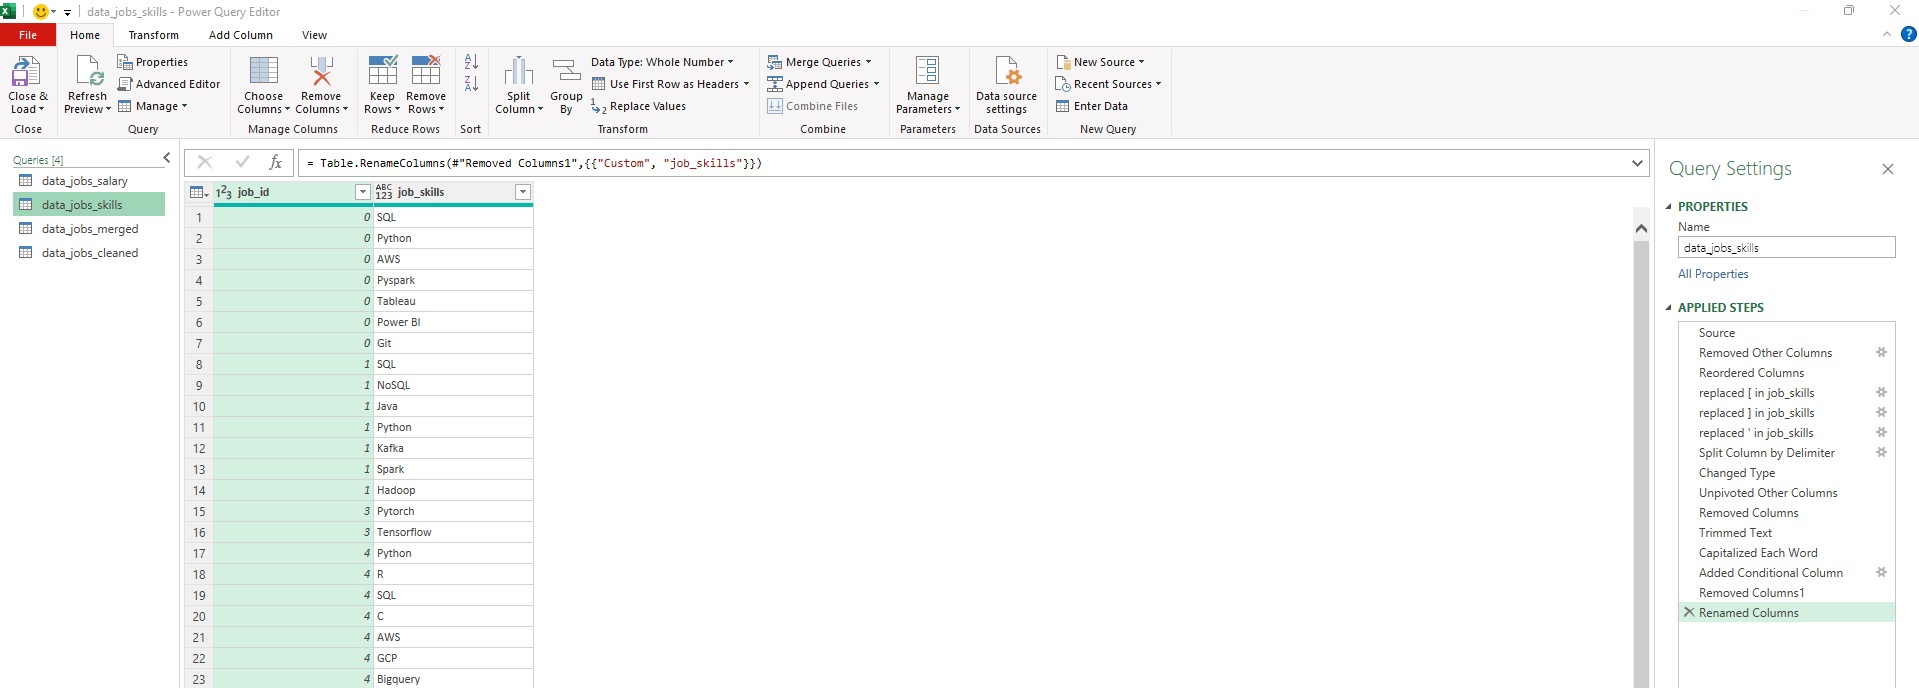 data_jobs_skills - Power Query Editor
File Home Transform Add Column View
Close & Load
Close
Refresh Preview
Properties
Advanced Editor
Manage
Query
Choose Columns
Remove Columns
Manage Columns
Keep Rows
Remove Rows
Reduce Rows
Sort
Split Column
Group By
Data Type: Whole Number
Use First Row as Headers
Replace Values
Transform
Merge Queries
Append Queries
Combine Files
Combine
Manage Parameters
Parameters
Data source settings
Data Sources
New Source
Recent Sources
Enter Data
New Query
Queries [4]
data_jobs_salary
data_jobs_skills
data_jobs_merged
data_jobs_cleaned
fx = Table.RenameColumns(#"Removed Columns1",{{"Custom", "job_skills"}})
123 job_id ABC 123 job_skills
1 0 SQL
2 0 Python
3 0 AWS
4 0 Pyspark
5 0 Tableau
6 0 Power BI
7 0 Git
8 1 SQL
9 1 NoSQL
10 1 Java
11 1 Python
12 1 Kafka
13 1 Spark
14 1 Hadoop
15 3 Pytorch
16 3 Tensorflow
17 4 Python
18 4 R
19 4 SQL
20 4 C
21 4 AWS
22 4 GCP
23 4 Bigquery
Query Settings
PROPERTIES
Name
data_jobs_skills
All Properties
APPLIED STEPS
Source
Removed Other Columns
Reordered Columns
replaced [ in job_skills
replaced ] in job_skills
replaced ' in job_skills
Split Column by Delimiter
Changed Type
Unpivoted Other Columns
Removed Columns
Trimmed Text
Capitalized Each Word
Added Conditional Column
Removed Columns1
Renamed Columns